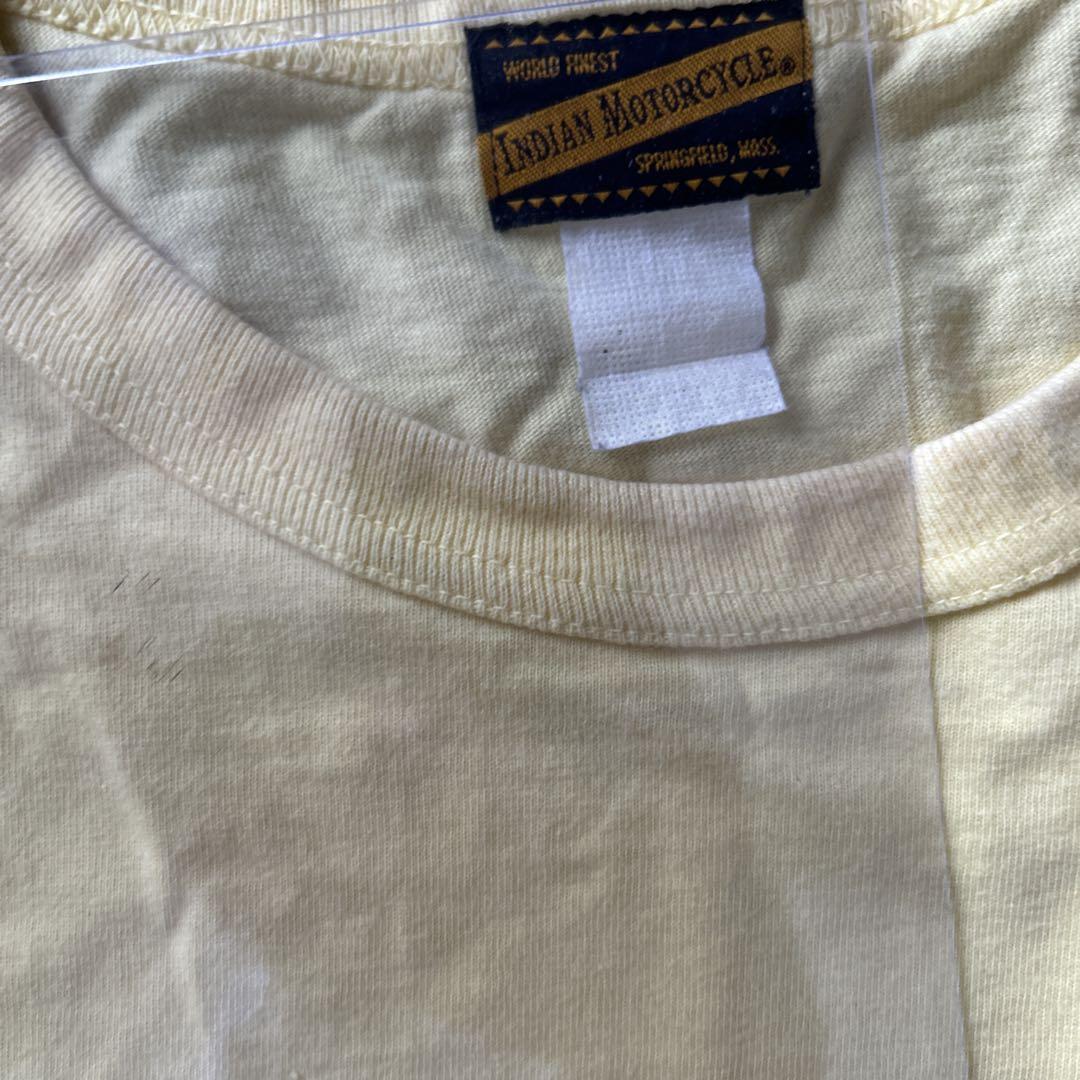 WORLD FINEST
INDIAN MOTORCYCLE®
SPRINGFIELD, MASS.